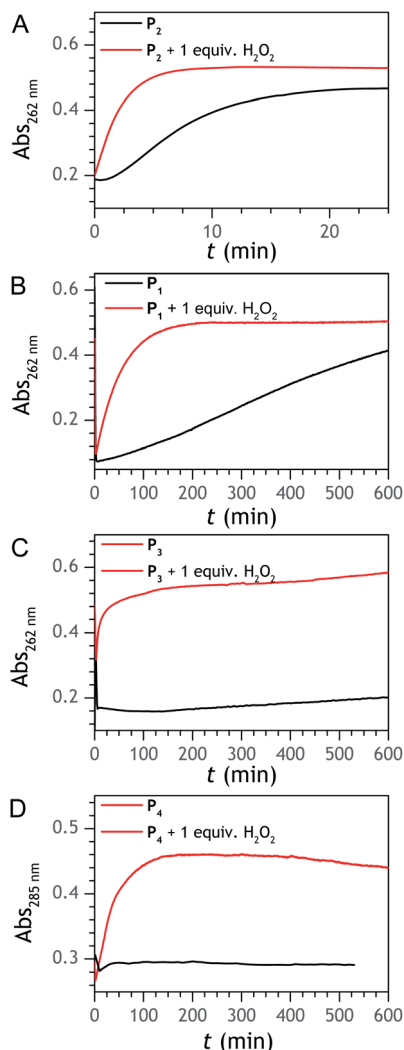 A
P₂
P₂ + 1 equiv. H₂O₂
0.6
0.4
0.2
Abs₂₆₂ ₙₘ
0 10 20
t (min)
B
P₁
P₁ + 1 equiv. H₂O₂
0.6
0.4
0.2
Abs₂₆₂ ₙₘ
0 100 200 300 400 500 600
t (min)
C
P₃
P₃ + 1 equiv. H₂O₂
0.6
0.4
0.2
Abs₂₆₂ ₙₘ
0 100 200 300 400 500 600
t (min)
D
P₄
P₄ + 1 equiv. H₂O₂
0.5
0.4
0.3
Abs₂₈₅ ₙₘ
0 100 200 300 400 500 600
t (min)